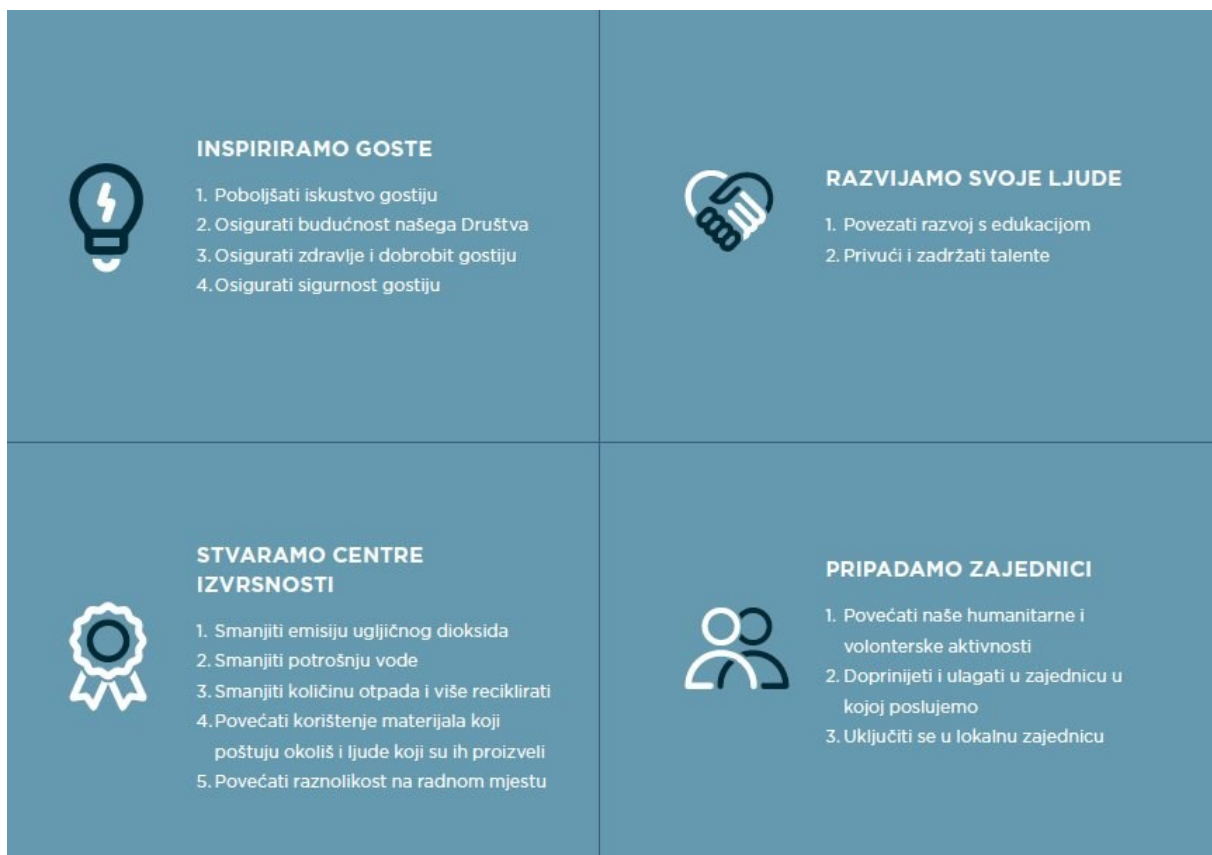 INSPIRIRAMO GOSTE
1. Poboljšati iskustvo gostiju
2. Osigurati budućnost našega Društva
3. Osigurati zdravlje i dobrobit gostiju
4. Osigurati sigurnost gostiju
RAZVIJAMO SVOJE LJUDE
1. Povezati razvoj s edukacijom
2. Privući i zadržati talente
STVARAMO CENTRE
IZVRSNOSTI
1. Smanjiti emisiju ugljičnog dioksida
2. Smanjiti potrošnju vode
3. Smanjiti količinu otpada i više reciklirati
4. Povećati korištenje materijala koji
poštuju okoliš i ljude koji su ih proizveli
5. Povećati raznolikost na radnom mjestu
PRIPADAMO ZAJEDNICI
1. Povećati naše humanitarne i
volonterske aktivnosti
2. Doprinijeti i ulagati u zajednicu u
kojoj poslujemo
3. Uključiti se u lokalnu zajednicu